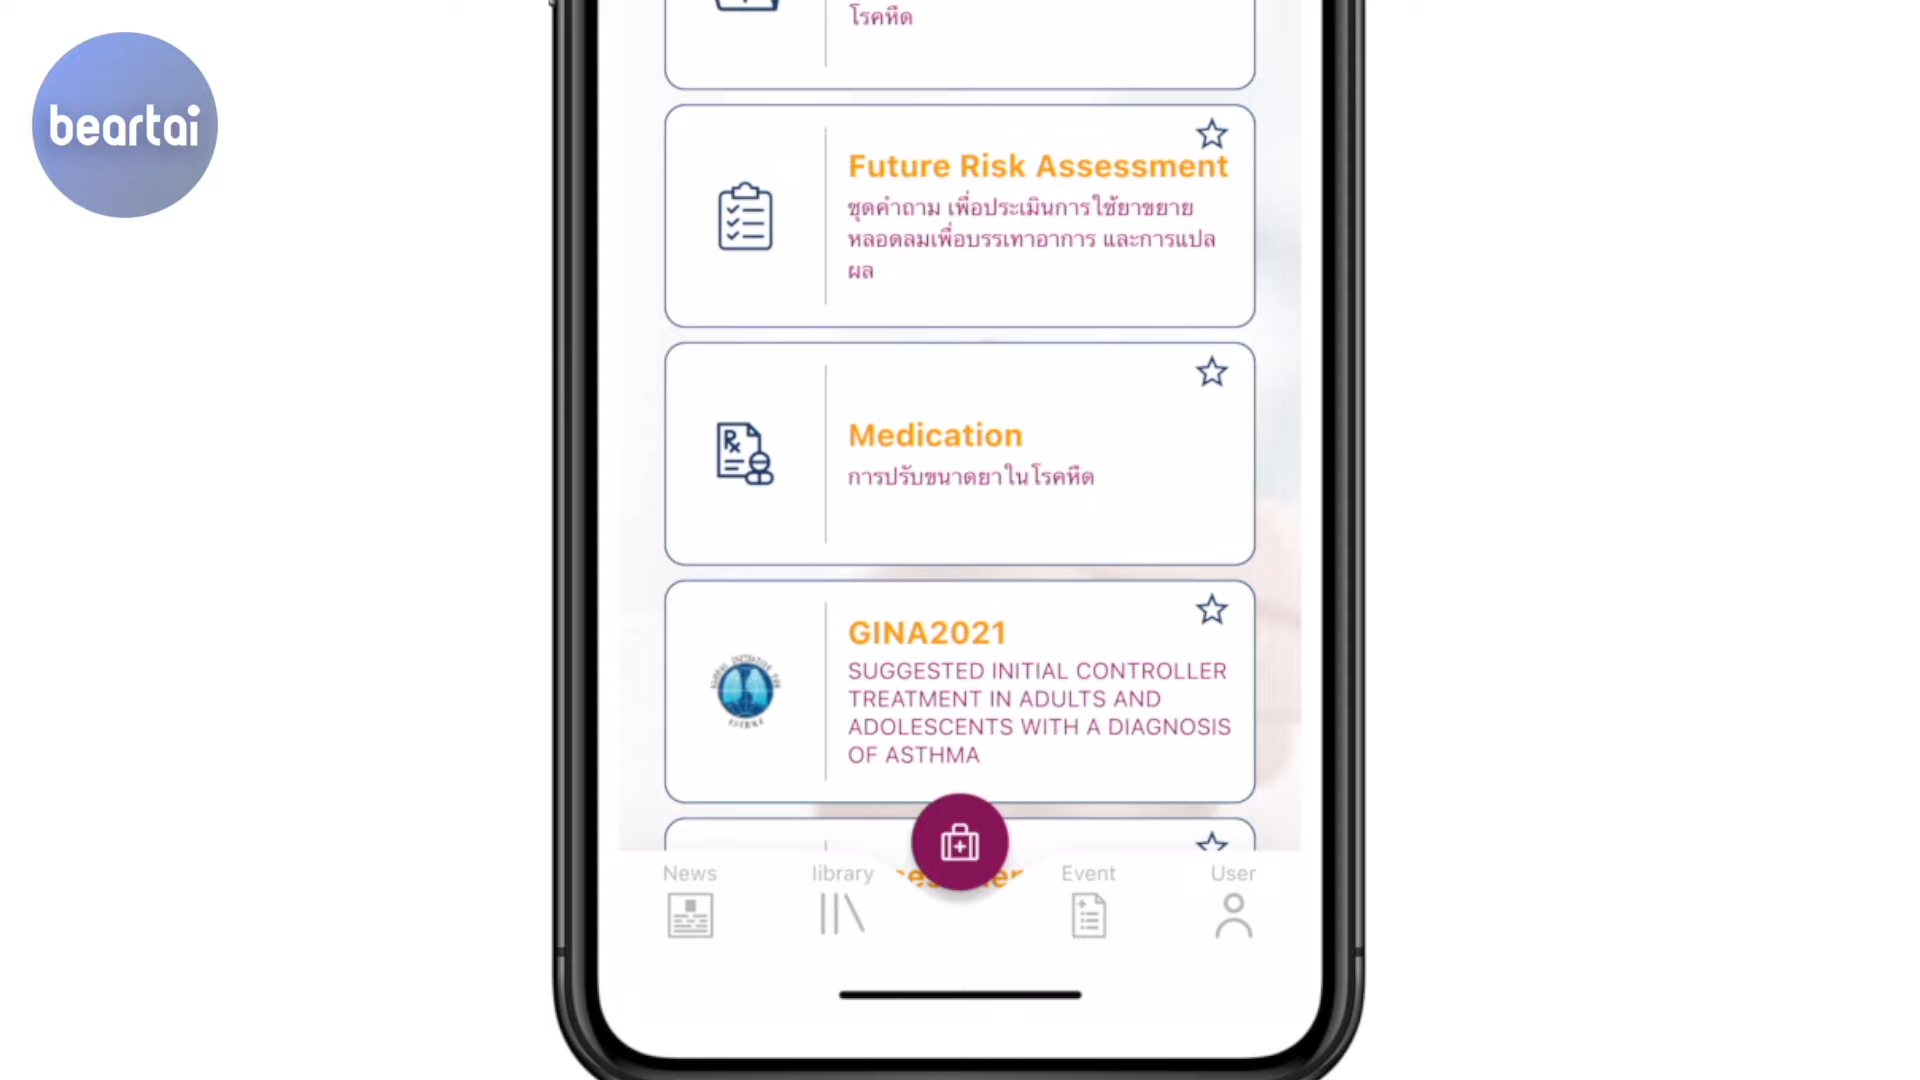 beartai
โรคหืด
Future Risk Assessment
ชุดคำถาม เพื่อประเมินการใช้ยาขยาย
หลอดลมเพื่อบรรเทาอาการ และการแปล
ผล
Medication
การปรับขนาดยาในโรคหืด
GINA2021
SUGGESTED INITIAL CONTROLLER
TREATMENT IN ADULTS AND
ADOLESCENTS WITH A DIAGNOSIS
OF ASTHMA
News
library
Event
User